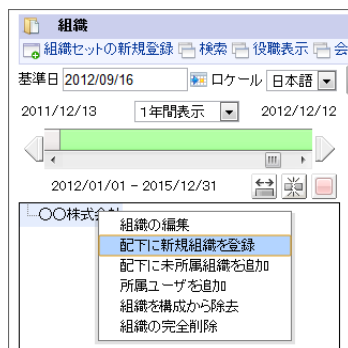 組織
組織セットの新規登録 検索 役職表示 会
基準日 2012/09/16 ロケール 日本語
2011/12/13 1年間表示 2012/12/12
2012/01/01 - 2015/12/31
○○株式会
組織の編集
配下に新規組織を登録
配下に未所属組織を追加
所属ユーザを追加
組織を構成から除去
組織の完全削除